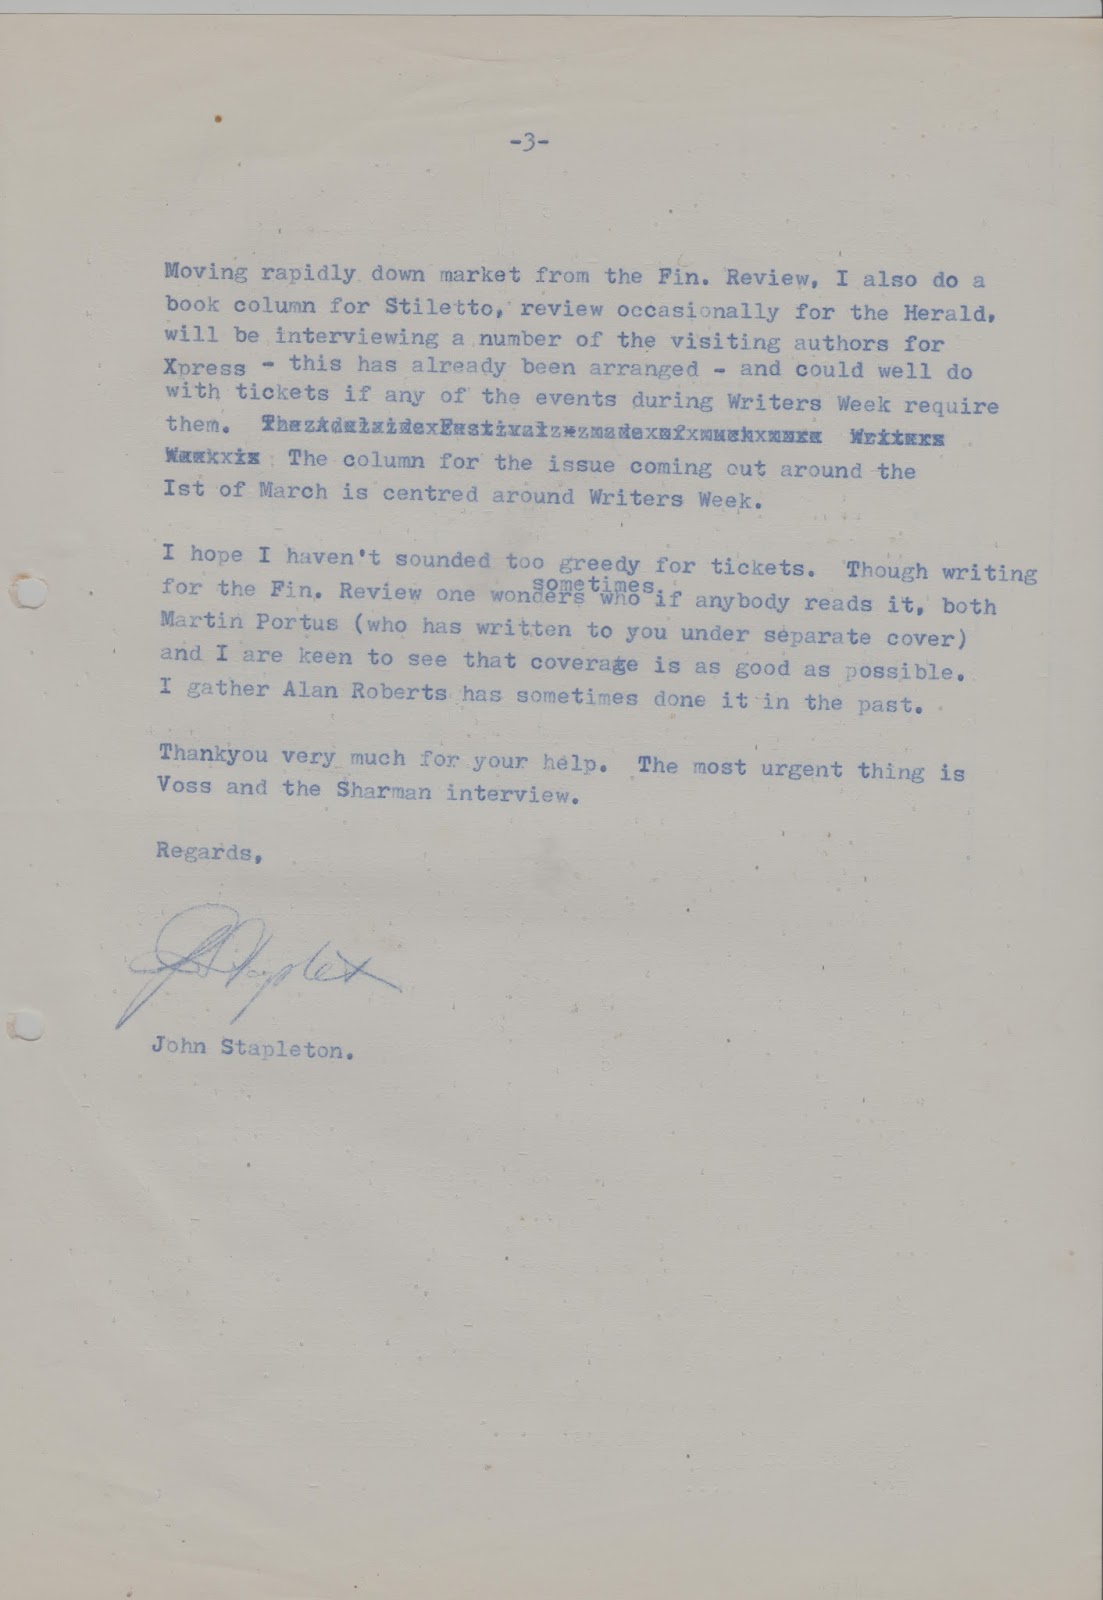 -3-
Moving rapidly down market from the Fin. Review, I also do a
book column for Stiletto, review occasionally for the Herald,
will be interviewing a number of the visiting authors for
Xpress - this has already been arranged - and could well do
with tickets if any of the events during Writers Week require
them. Writers
The column for the issue coming out around the
Ist of March is centred around Writers Week.
I hope I haven't sounded too greedy for tickets. Though writing
sometimes
for the Fin. Review one wonders who if anybody reads it, both
Martin Portus (who has written to you under separate cover)
and I are keen to see that coverage is as good as possible.
I gather Alan Roberts has sometimes done it in the past.
Thankyou very much for your help. The most urgent thing is
Voss and the Sharman interview.
Regards,
John Stapleton.